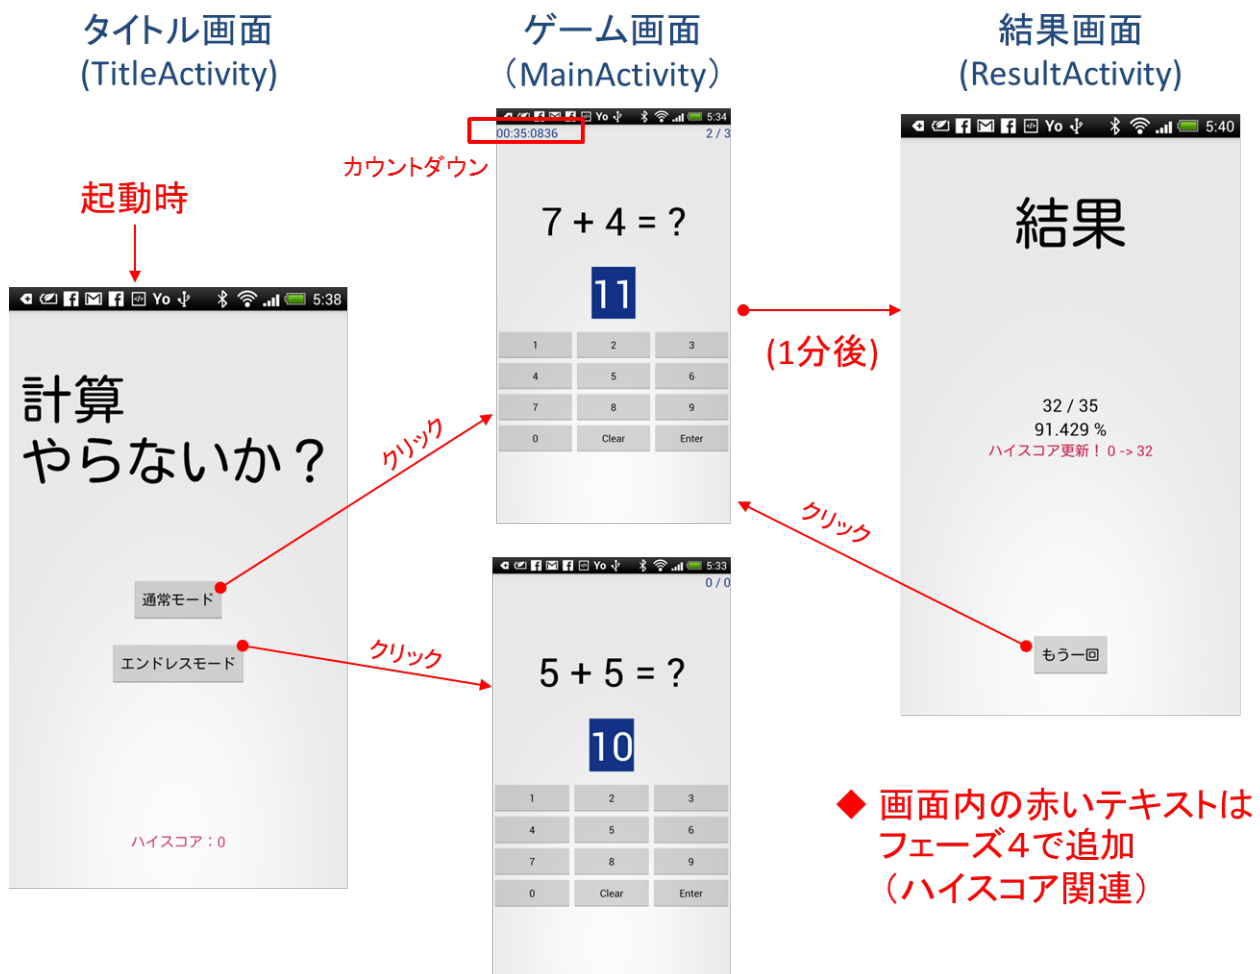 タイトル画面
(TitleActivity)
ゲーム画面
（MainActivity）
結果画面
(ResultActivity)
起動時
Yo 5:38
計算
やらないか？
通常モード
エンドレスモード
ハイスコア：0
クリック
クリック
カウントダウン
Yo 5:34
00:35:0836 2 / 3
7 + 4 = ?
11
1 2 3
4 5 6
7 8 9
0 Clear Enter
Yo 5:33
0 / 0
5 + 5 = ?
10
1 2 3
4 5 6
7 8 9
0 Clear Enter
(1分後)
クリック
Yo 5:40
結果
32 / 35
91.429 %
ハイスコア更新！ 0 -> 32
もう一回
◆ 画面内の赤いテキストは
フェーズ４で追加
（ハイスコア関連）